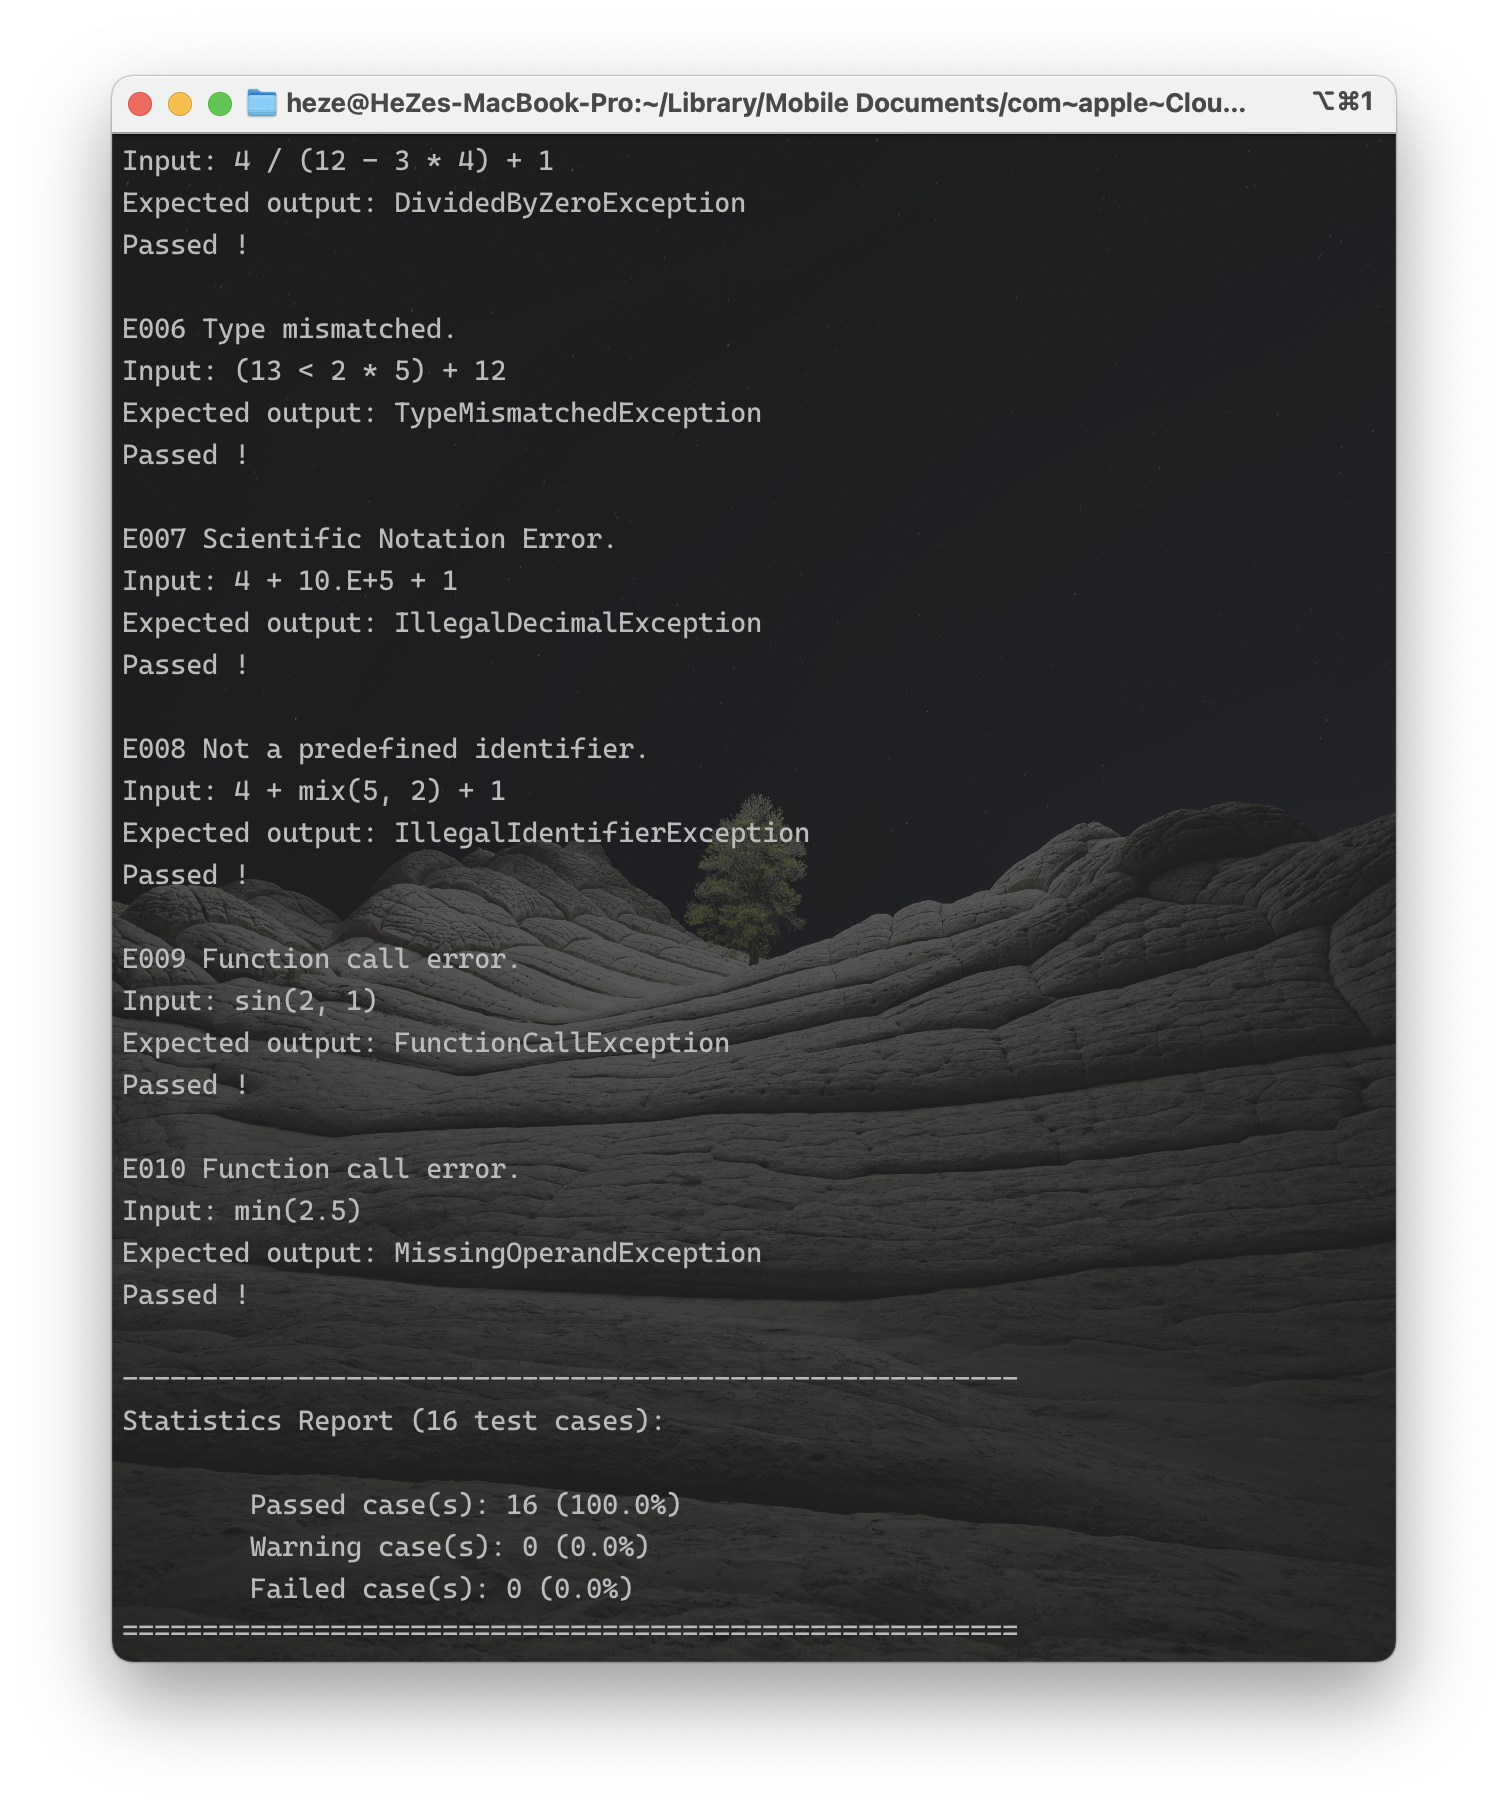 heze@HeZes-MacBook-Pro:~/Library/Mobile Documents/com~apple~Clou... ⌥⌘1
Input: 4 / (12 - 3 * 4) + 1
Expected output: DividedByZeroException
Passed !
E006 Type mismatched.
Input: (13 < 2 * 5) + 12
Expected output: TypeMismatchedException
Passed !
E007 Scientific Notation Error.
Input: 4 + 10.E+5 + 1
Expected output: IllegalDecimalException
Passed !
E008 Not a predefined identifier.
Input: 4 + mix(5, 2) + 1
Expected output: IllegalIdentifierException
Passed !
E009 Function call error.
Input: sin(2, 1)
Expected output: FunctionCallException
Passed !
E010 Function call error.
Input: min(2.5)
Expected output: MissingOperandException
Passed !
--------------------------------------------------------
Statistics Report (16 test cases):
Passed case(s): 16 (100.0%)
Warning case(s): 0 (0.0%)
Failed case(s): 0 (0.0%)
========================================================